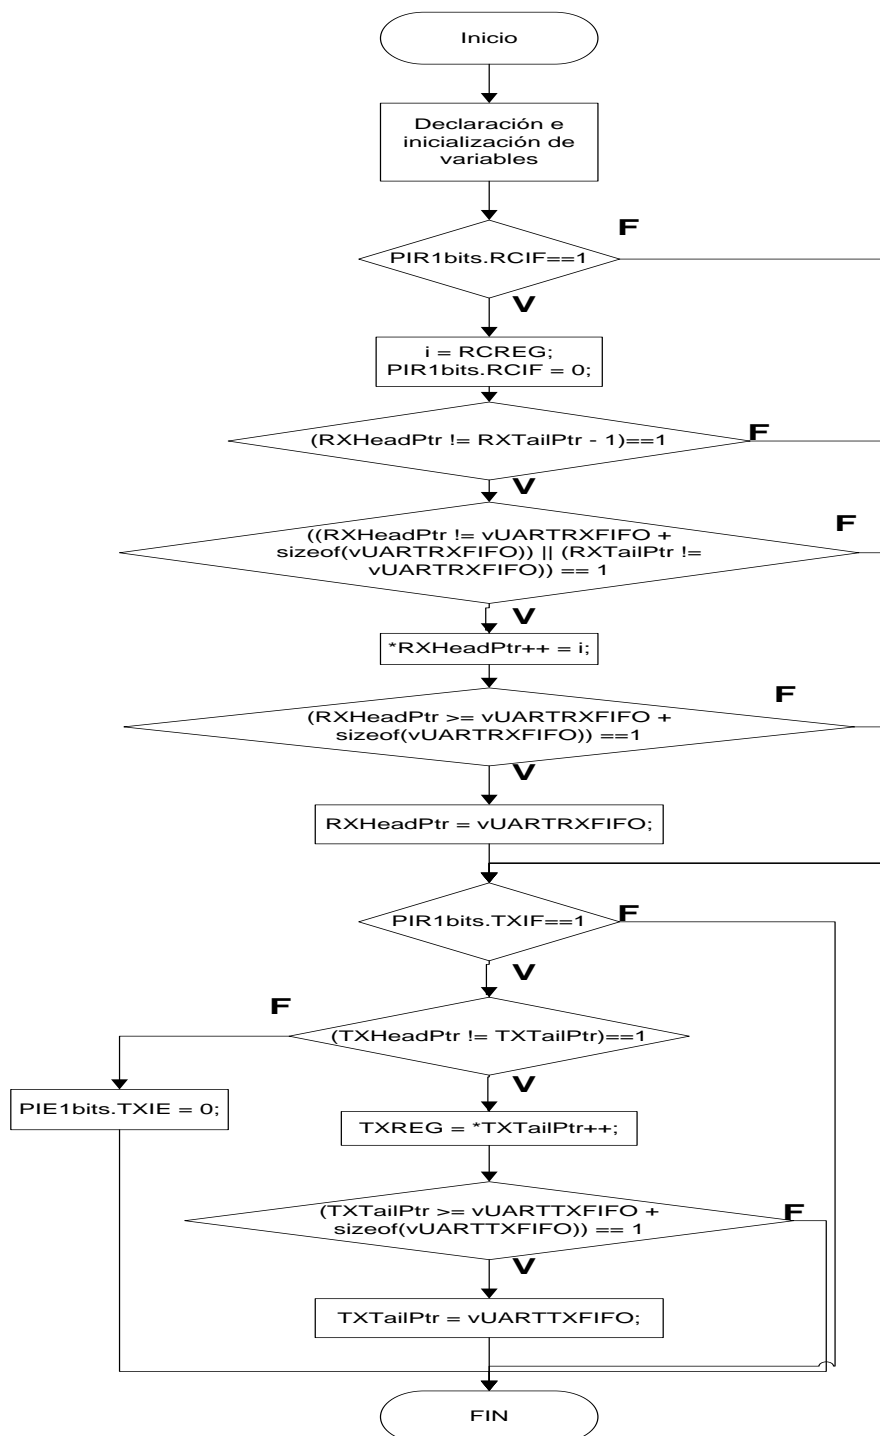 Inicio
Declaración e
inicialización de
variables
F
PIR1bits.RCIF==1
V
i = RCREG;
PIR1bits.RCIF = 0;
F
(RXHeadPtr != RXTailPtr - 1)==1
V
F
((RXHeadPtr != vUARTRXFIFO +
sizeof(vUARTRXFIFO)) || (RXTailPtr !=
vUARTRXFIFO)) == 1
V
*RXHeadPtr++ = i;
F
(RXHeadPtr >= vUARTRXFIFO +
sizeof(vUARTRXFIFO)) ==1
V
RXHeadPtr = vUARTRXFIFO;
F
PIR1bits.TXIF==1
V
F
(TXHeadPtr != TXTailPtr)==1
V
PIE1bits.TXIE = 0;
TXREG = *TXTailPtr++;
F
(TXTailPtr >= vUARTTXFIFO +
sizeof(vUARTTXFIFO)) == 1
V
TXTailPtr = vUARTTXFIFO;
FIN